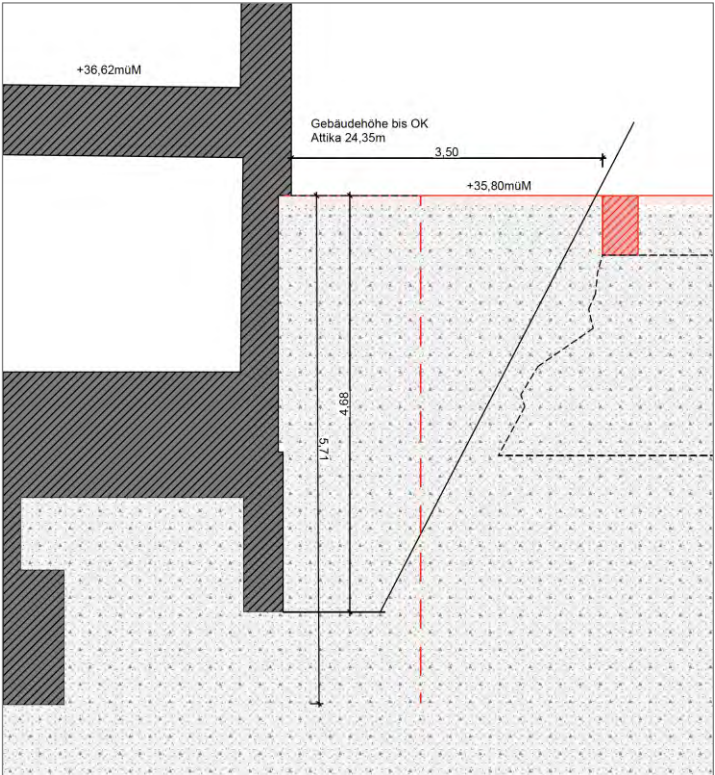 +36,62müM
Gebäudehöhe bis OK
Attika 24,35m
3,50
+35,80müM
4,68
5,71